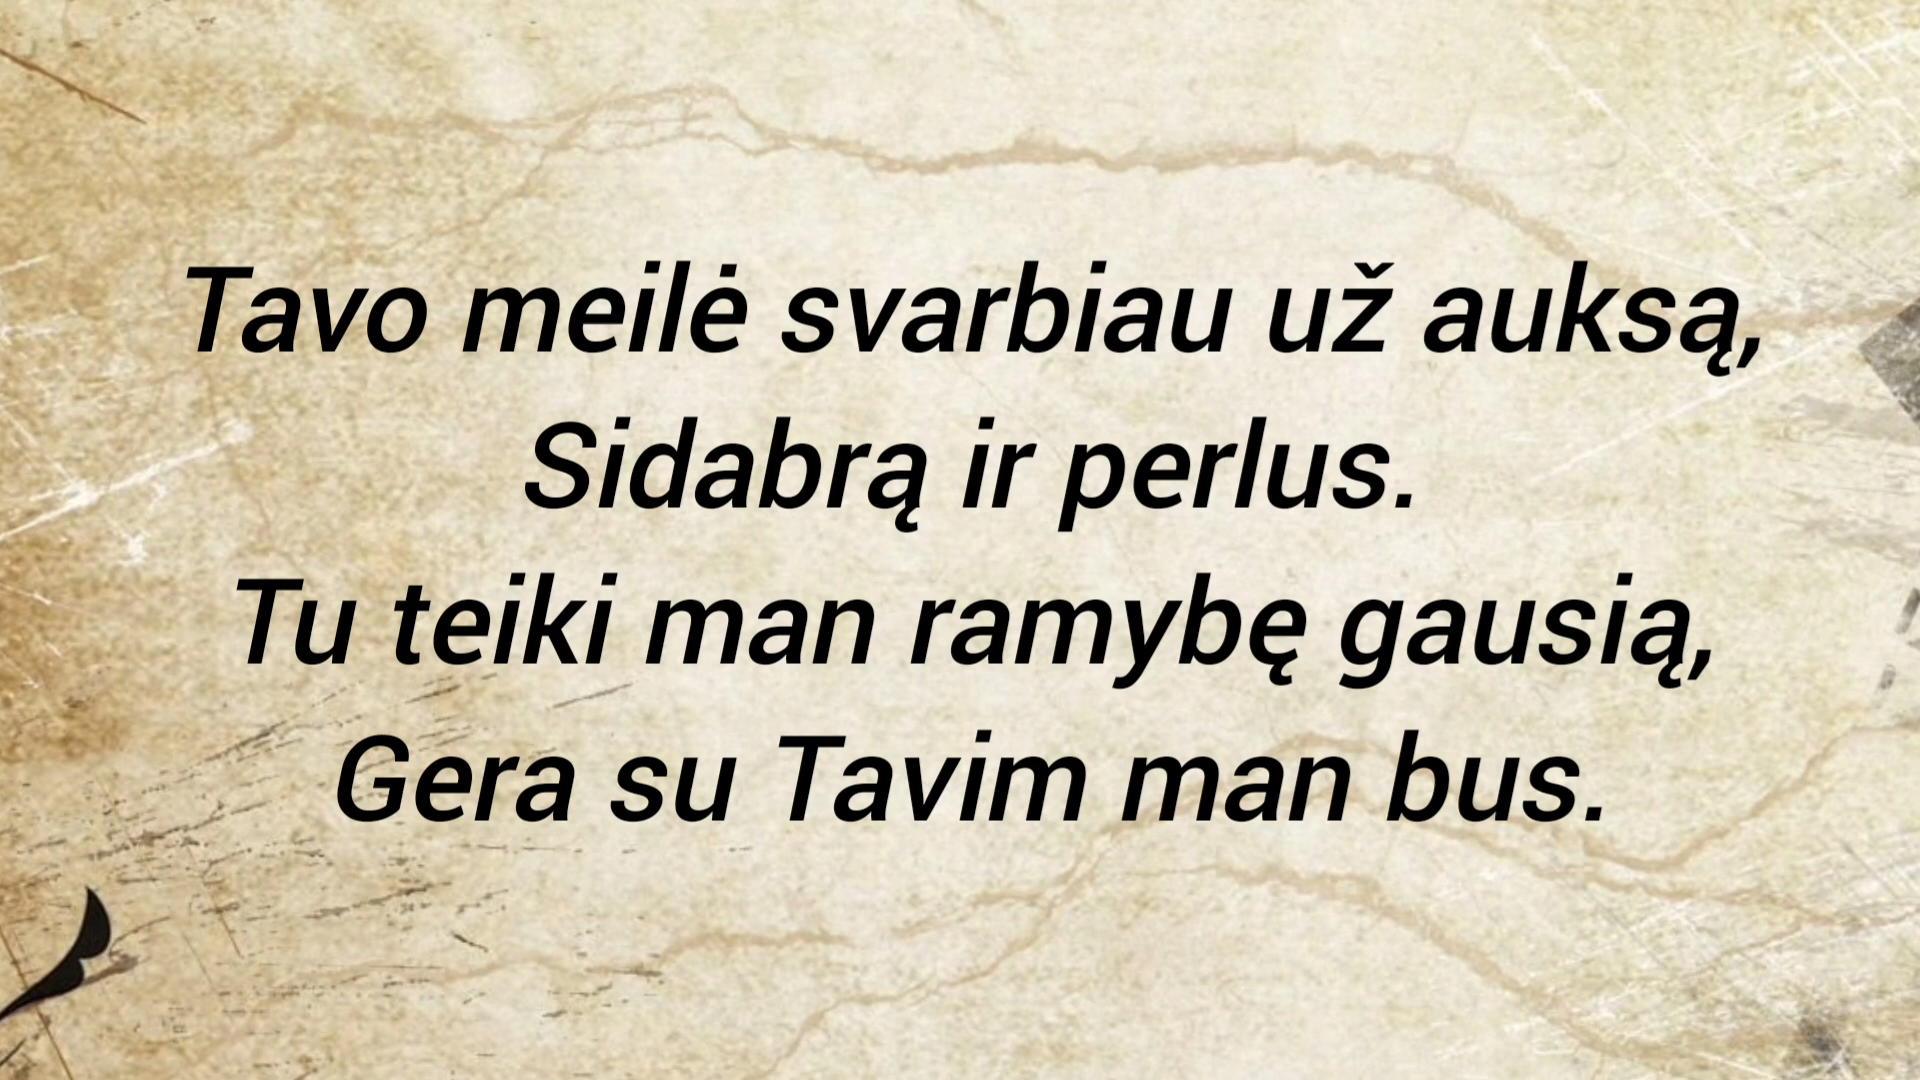 Tavo meilė svarbiau už auksą,
Sidabrą ir perlus.
Tu teiki man ramybę gausią,
Gera su Tavim man bus.